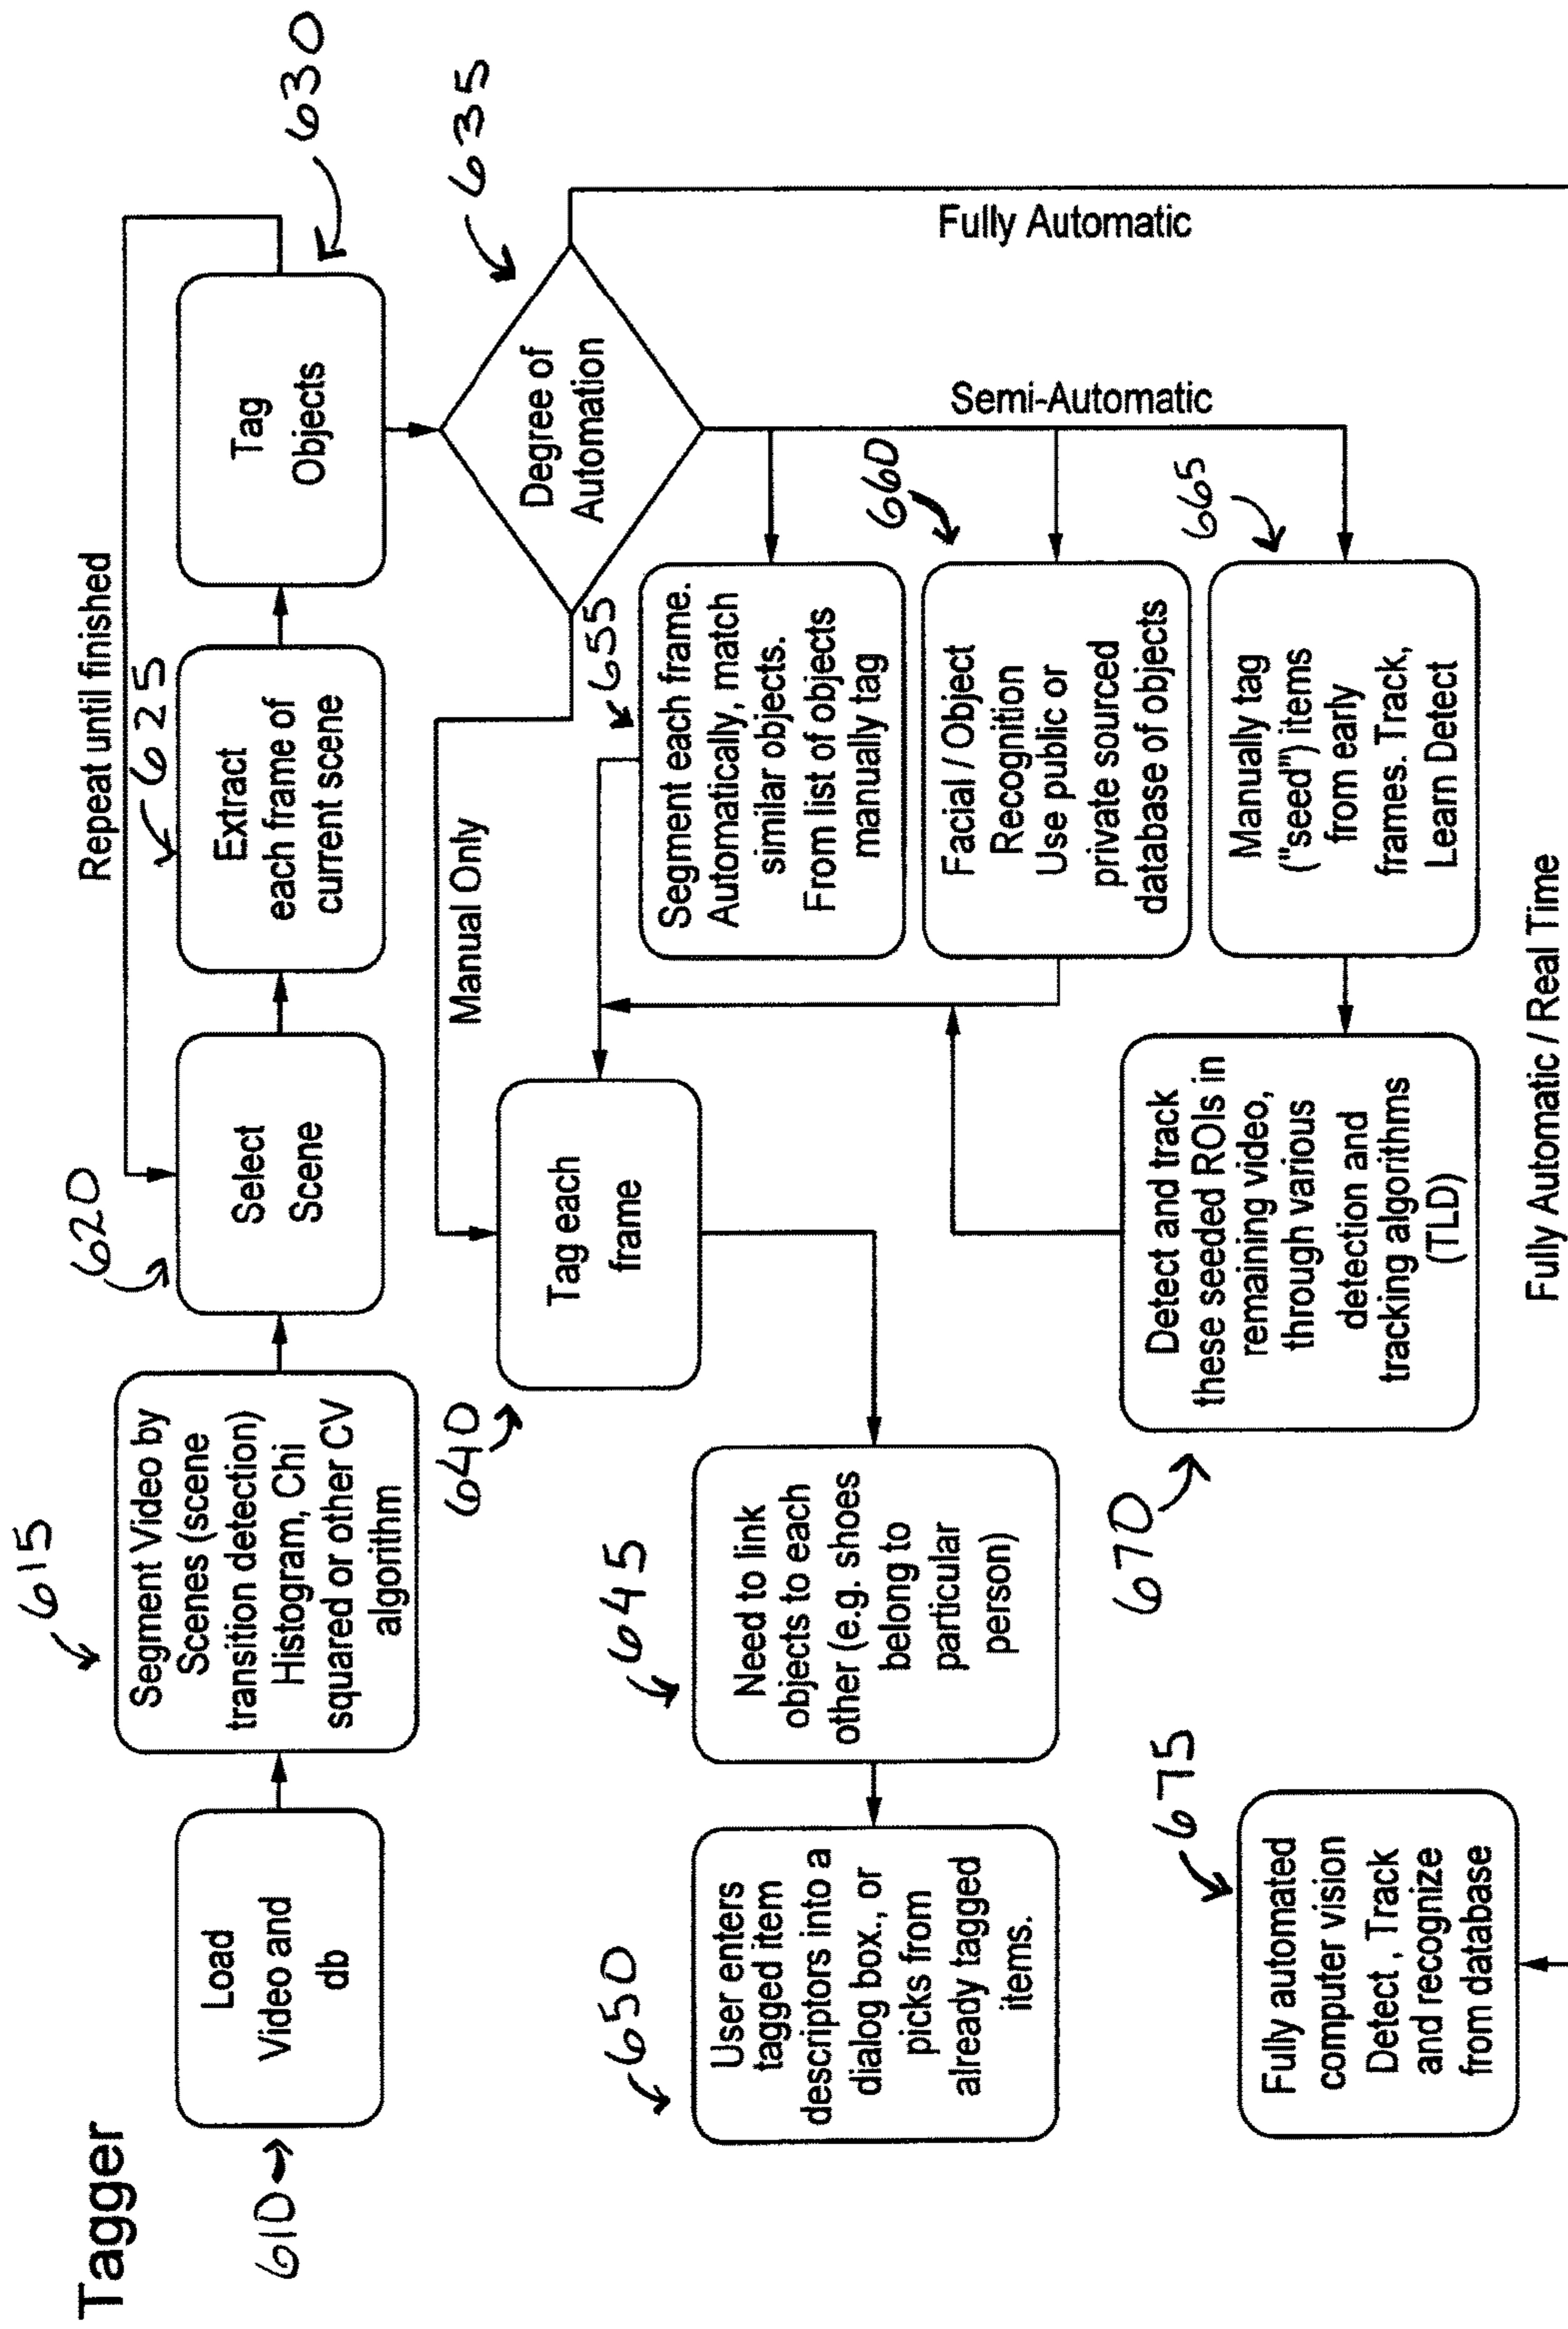 Tagger
610
Load
Video and
db
615
Segment Video by
Scenes (scene
transition detection)
Histogram, Chi
squared or other CV
algorithm
620
Select
Scene
Repeat until finished
625
Extract
each frame of
current scene
630
Tag
Objects
635
Degree of
Automation
Manual Only
Semi-Automatic
Fully Automatic
640
Tag each
frame
645
Need to link
objects to each
other (e.g. shoes
belong to
particular
person)
650
User enters
tagged item
descriptors into a
dialog box., or
picks from
already tagged
items.
655
Segment each frame.
Automatically, match
similar objects.
From list of objects
manually tag
660
Facial / Object
Recognition
Use public or
private sourced
database of objects
665
Manually tag
("seed") items
from early
frames. Track,
Learn Detect
670
Detect and track
these seeded ROIs in
remaining video,
through various
detection and
tracking algorithms
(TLD)
675
Fully automated
computer vision
Detect , Track
and recognize
from database
Fully Automatic / Real Time